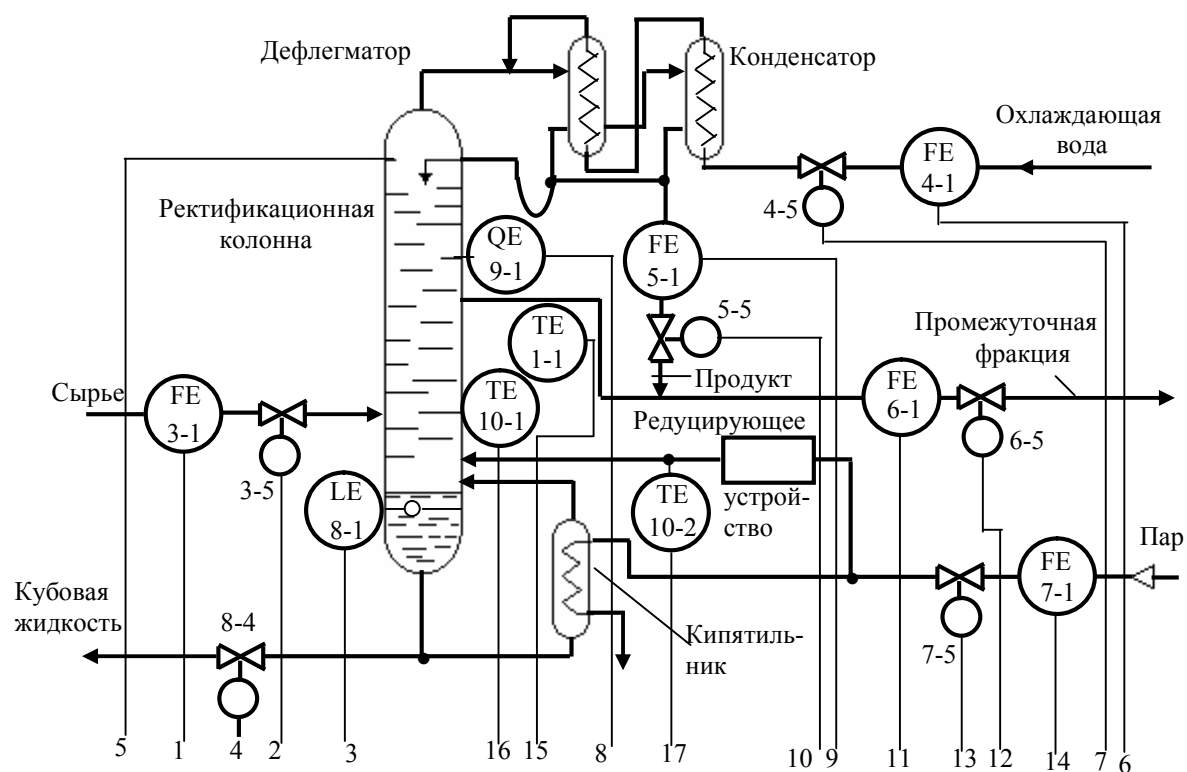 Дефлегматор
Конденсатор
Охлаждающая
вода
FE
4-1
4-5
Ректификационная
колонна
QE
9-1
FE
5-1
5-5
TE
1-1
Промежуточная
фракция
Сырье
FE
3-1
3-5
TE
10-1
Продукт
FE
6-1
6-5
Редуцирующее
устрой-
ство
LE
8-1
TE
10-2
Пар
FE
7-1
7-5
Кубовая
жидкость
8-4
Кипятиль-
ник
5 1 4 2 3 16 15 8 17 10 9 11 13 12 14 7 6